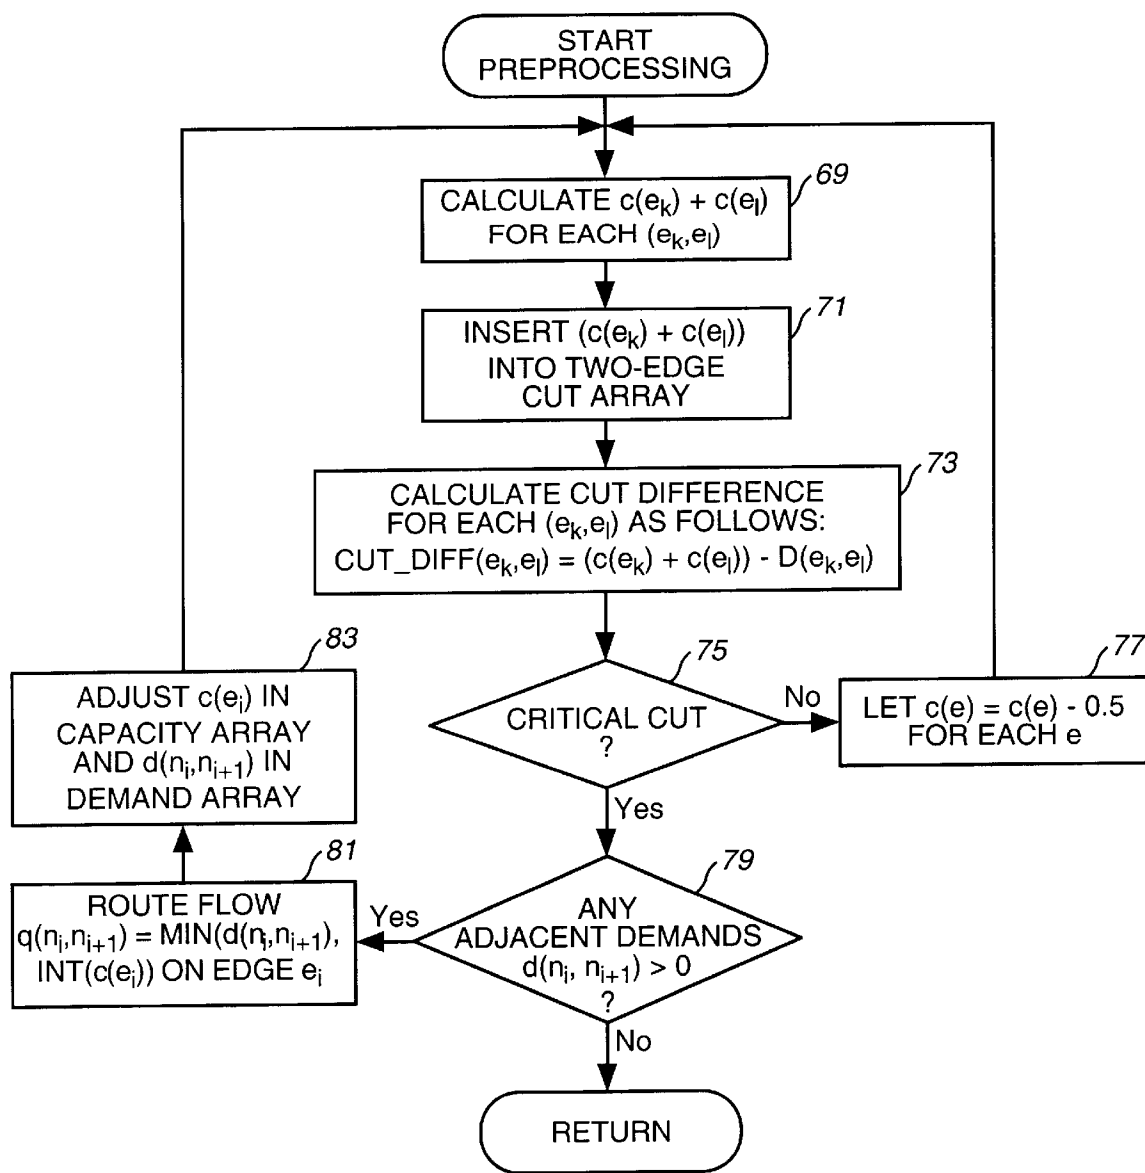 START
PREPROCESSING
69
CALCULATE c(eₖ) + c(eₗ)
FOR EACH (eₖ,eₗ)
71
INSERT (c(eₖ) + c(eₗ))
INTO TWO-EDGE
CUT ARRAY
73
CALCULATE CUT DIFFERENCE
FOR EACH (eₖ,eₗ) AS FOLLOWS:
CUT_DIFF(eₖ,eₗ) = (c(eₖ) + c(eₗ)) - D(eₖ,eₗ)
75
CRITICAL CUT
?
No
77
LET c(e) = c(e) - 0.5
FOR EACH e
Yes
79
ANY
ADJACENT DEMANDS
d(nᵢ, nᵢ₊₁) > 0
?
Yes
81
ROUTE FLOW
q(nᵢ,nᵢ₊₁) = MIN(d(nᵢ,nᵢ₊₁),
INT(c(eᵢ)) ON EDGE eᵢ
83
ADJUST c(eᵢ) IN
CAPACITY ARRAY
AND d(nᵢ,nᵢ₊₁) IN
DEMAND ARRAY
No
RETURN